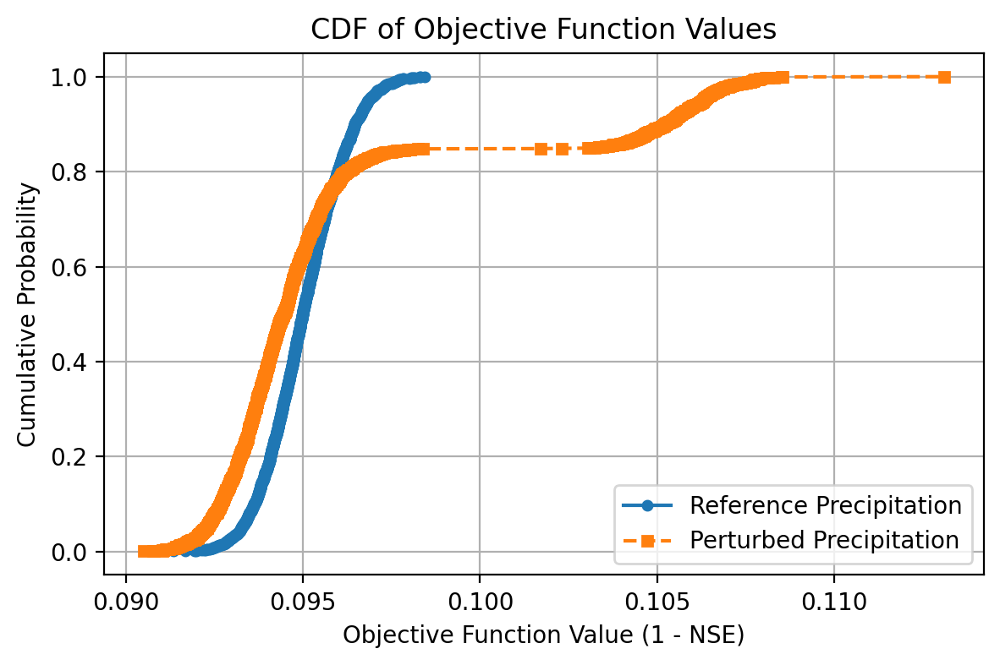 CDF of Objective Function Values
Cumulative Probability
1.0
0.8
0.6
0.4
0.2
0.0
Reference Precipitation
Perturbed Precipitation
0.090 0.095 0.100 0.105 0.110
Objective Function Value (1 - NSE)